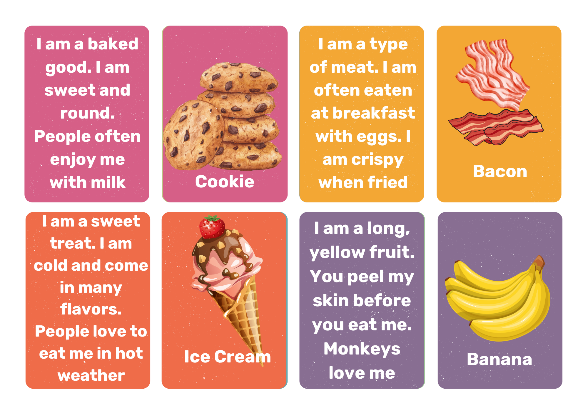 I am a baked
good. I am
sweet and
round.
People often
enjoy me
with milk
Cookie
I am a type
of meat. I am
often eaten
at breakfast
with eggs. I
am crispy
when fried
Bacon
I am a sweet
treat. I am
cold and come
in many
flavors.
People love to
eat me in hot
weather
Ice Cream
I am a long,
yellow fruit.
You peel my
skin before
you eat me.
Monkeys
love me
Banana